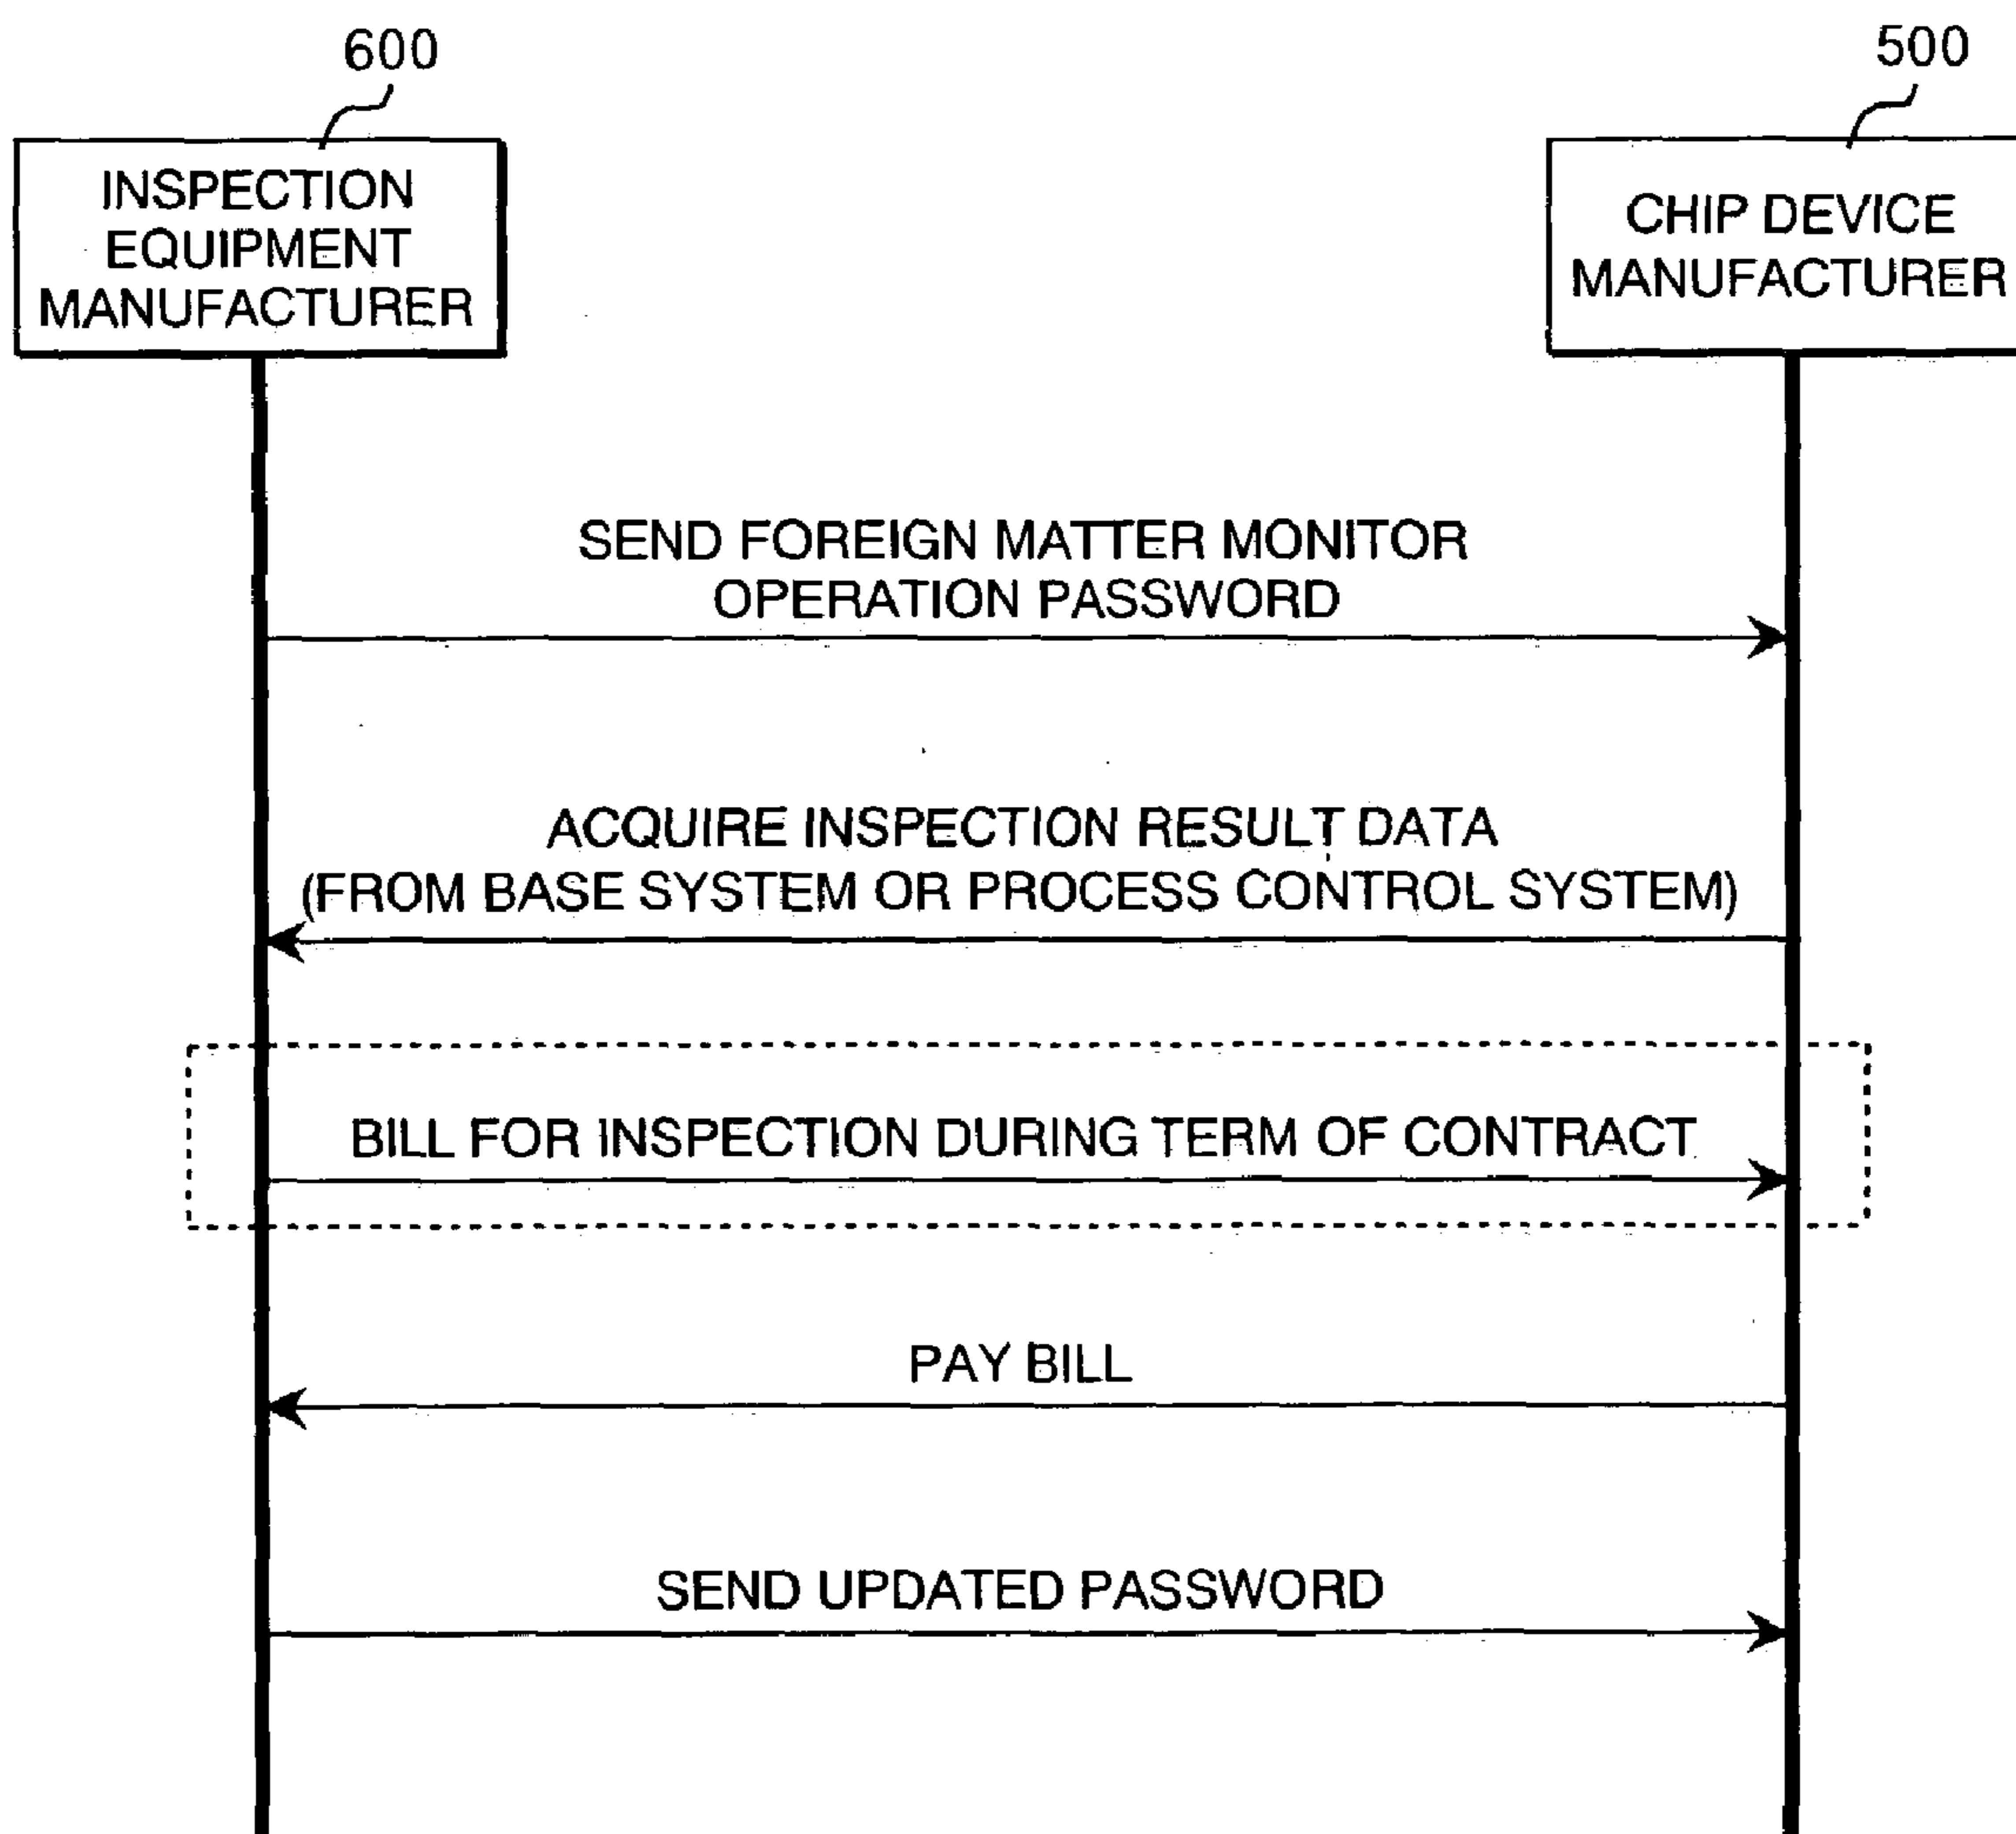 600
500
INSPECTION
EQUIPMENT
MANUFACTURER
CHIP DEVICE
MANUFACTURER
SEND FOREIGN MATTER MONITOR
OPERATION PASSWORD
ACQUIRE INSPECTION RESULT DATA
(FROM BASE SYSTEM OR PROCESS CONTROL SYSTEM)
BILL FOR INSPECTION DURING TERM OF CONTRACT
PAY BILL
SEND UPDATED PASSWORD